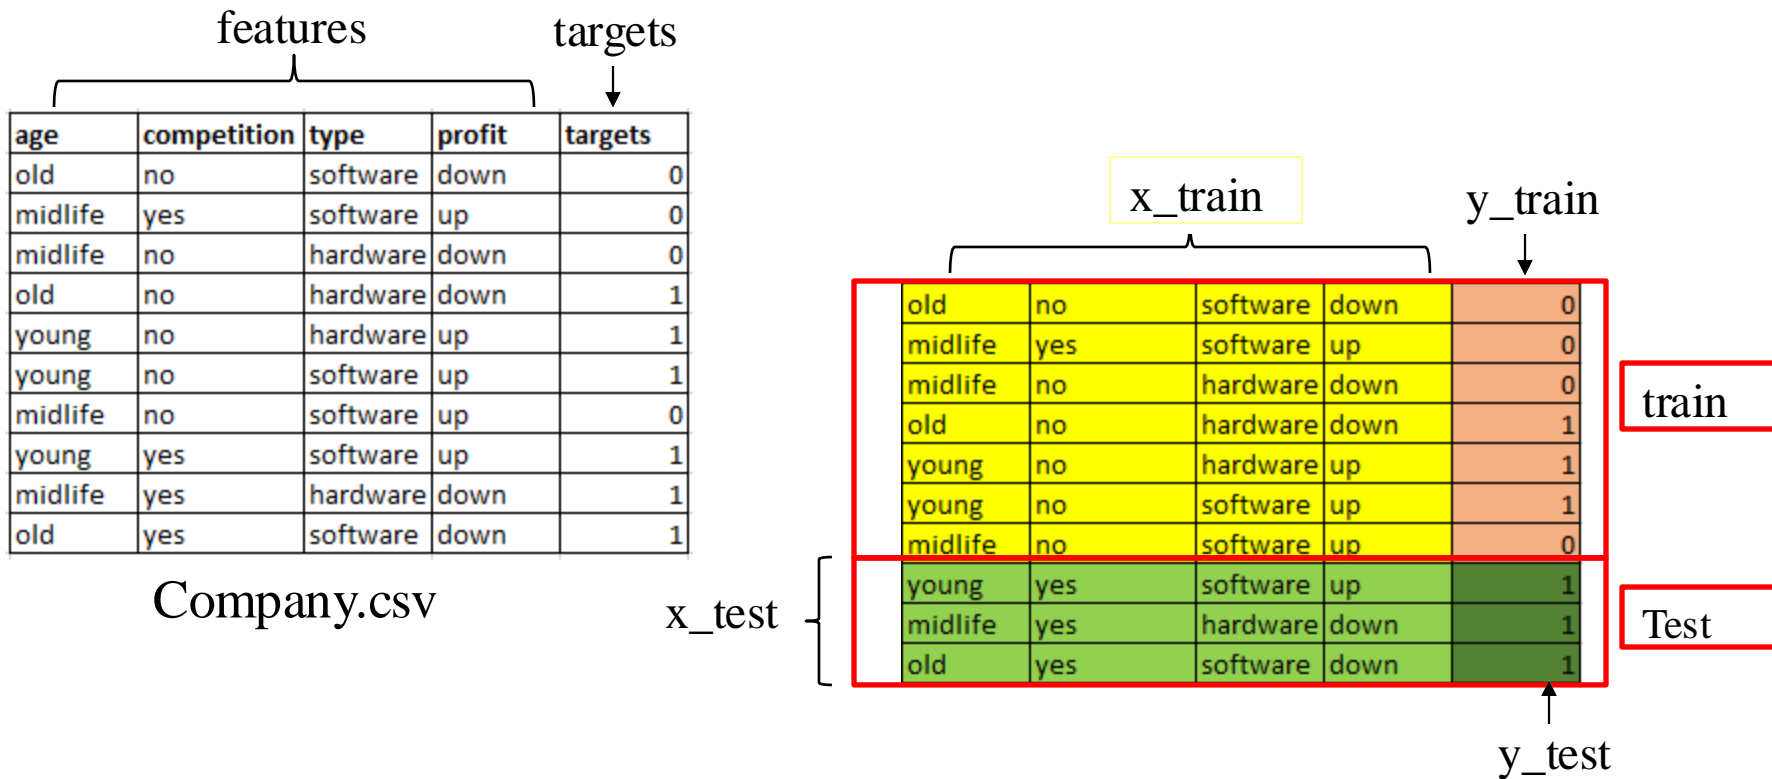 features
targets
age competition type profit targets
old no software down 0
midlife yes software up 0
midlife no hardware down 0
old no hardware down 1
young no hardware up 1
young no software up 1
midlife no software up 0
young yes software up 1
midlife yes hardware down 1
old yes software down 1
Company.csv
x_train
y_train
old no software down 0
midlife yes software up 0
midlife no hardware down 0
old no hardware down 1
young no hardware up 1
young no software up 1
midlife no software up 0
train
x_test
young yes software up 1
midlife yes hardware down 1
old yes software down 1
Test
y_test